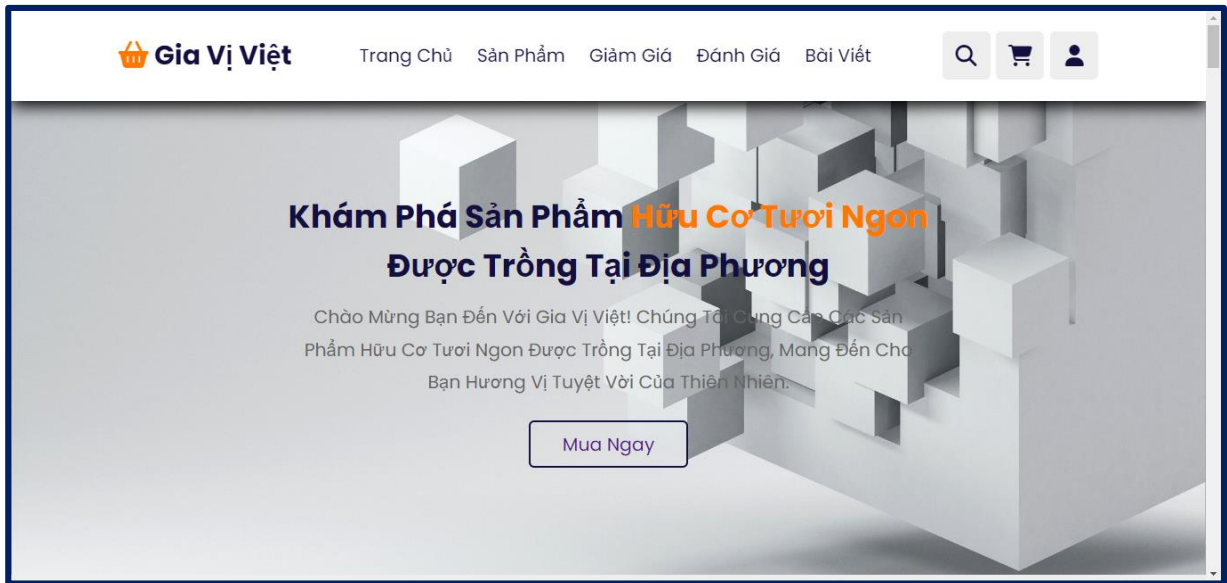 Gia Vị Việt
Trang Chủ Sản Phẩm Giảm Giá Đánh Giá Bài Viết
Khám Phá Sản Phẩm Hữu Cơ Tươi Ngon
Được Trồng Tại Địa Phương
Chào Mừng Bạn Đến Với Gia Vị Việt! Chúng Tôi Cung Cấp Các Sản
Phẩm Hữu Cơ Tươi Ngon Được Trồng Tại Địa Phương, Mang Đến Cho
Bạn Hương Vị Tuyệt Vời Của Thiên Nhiên.
Mua Ngay